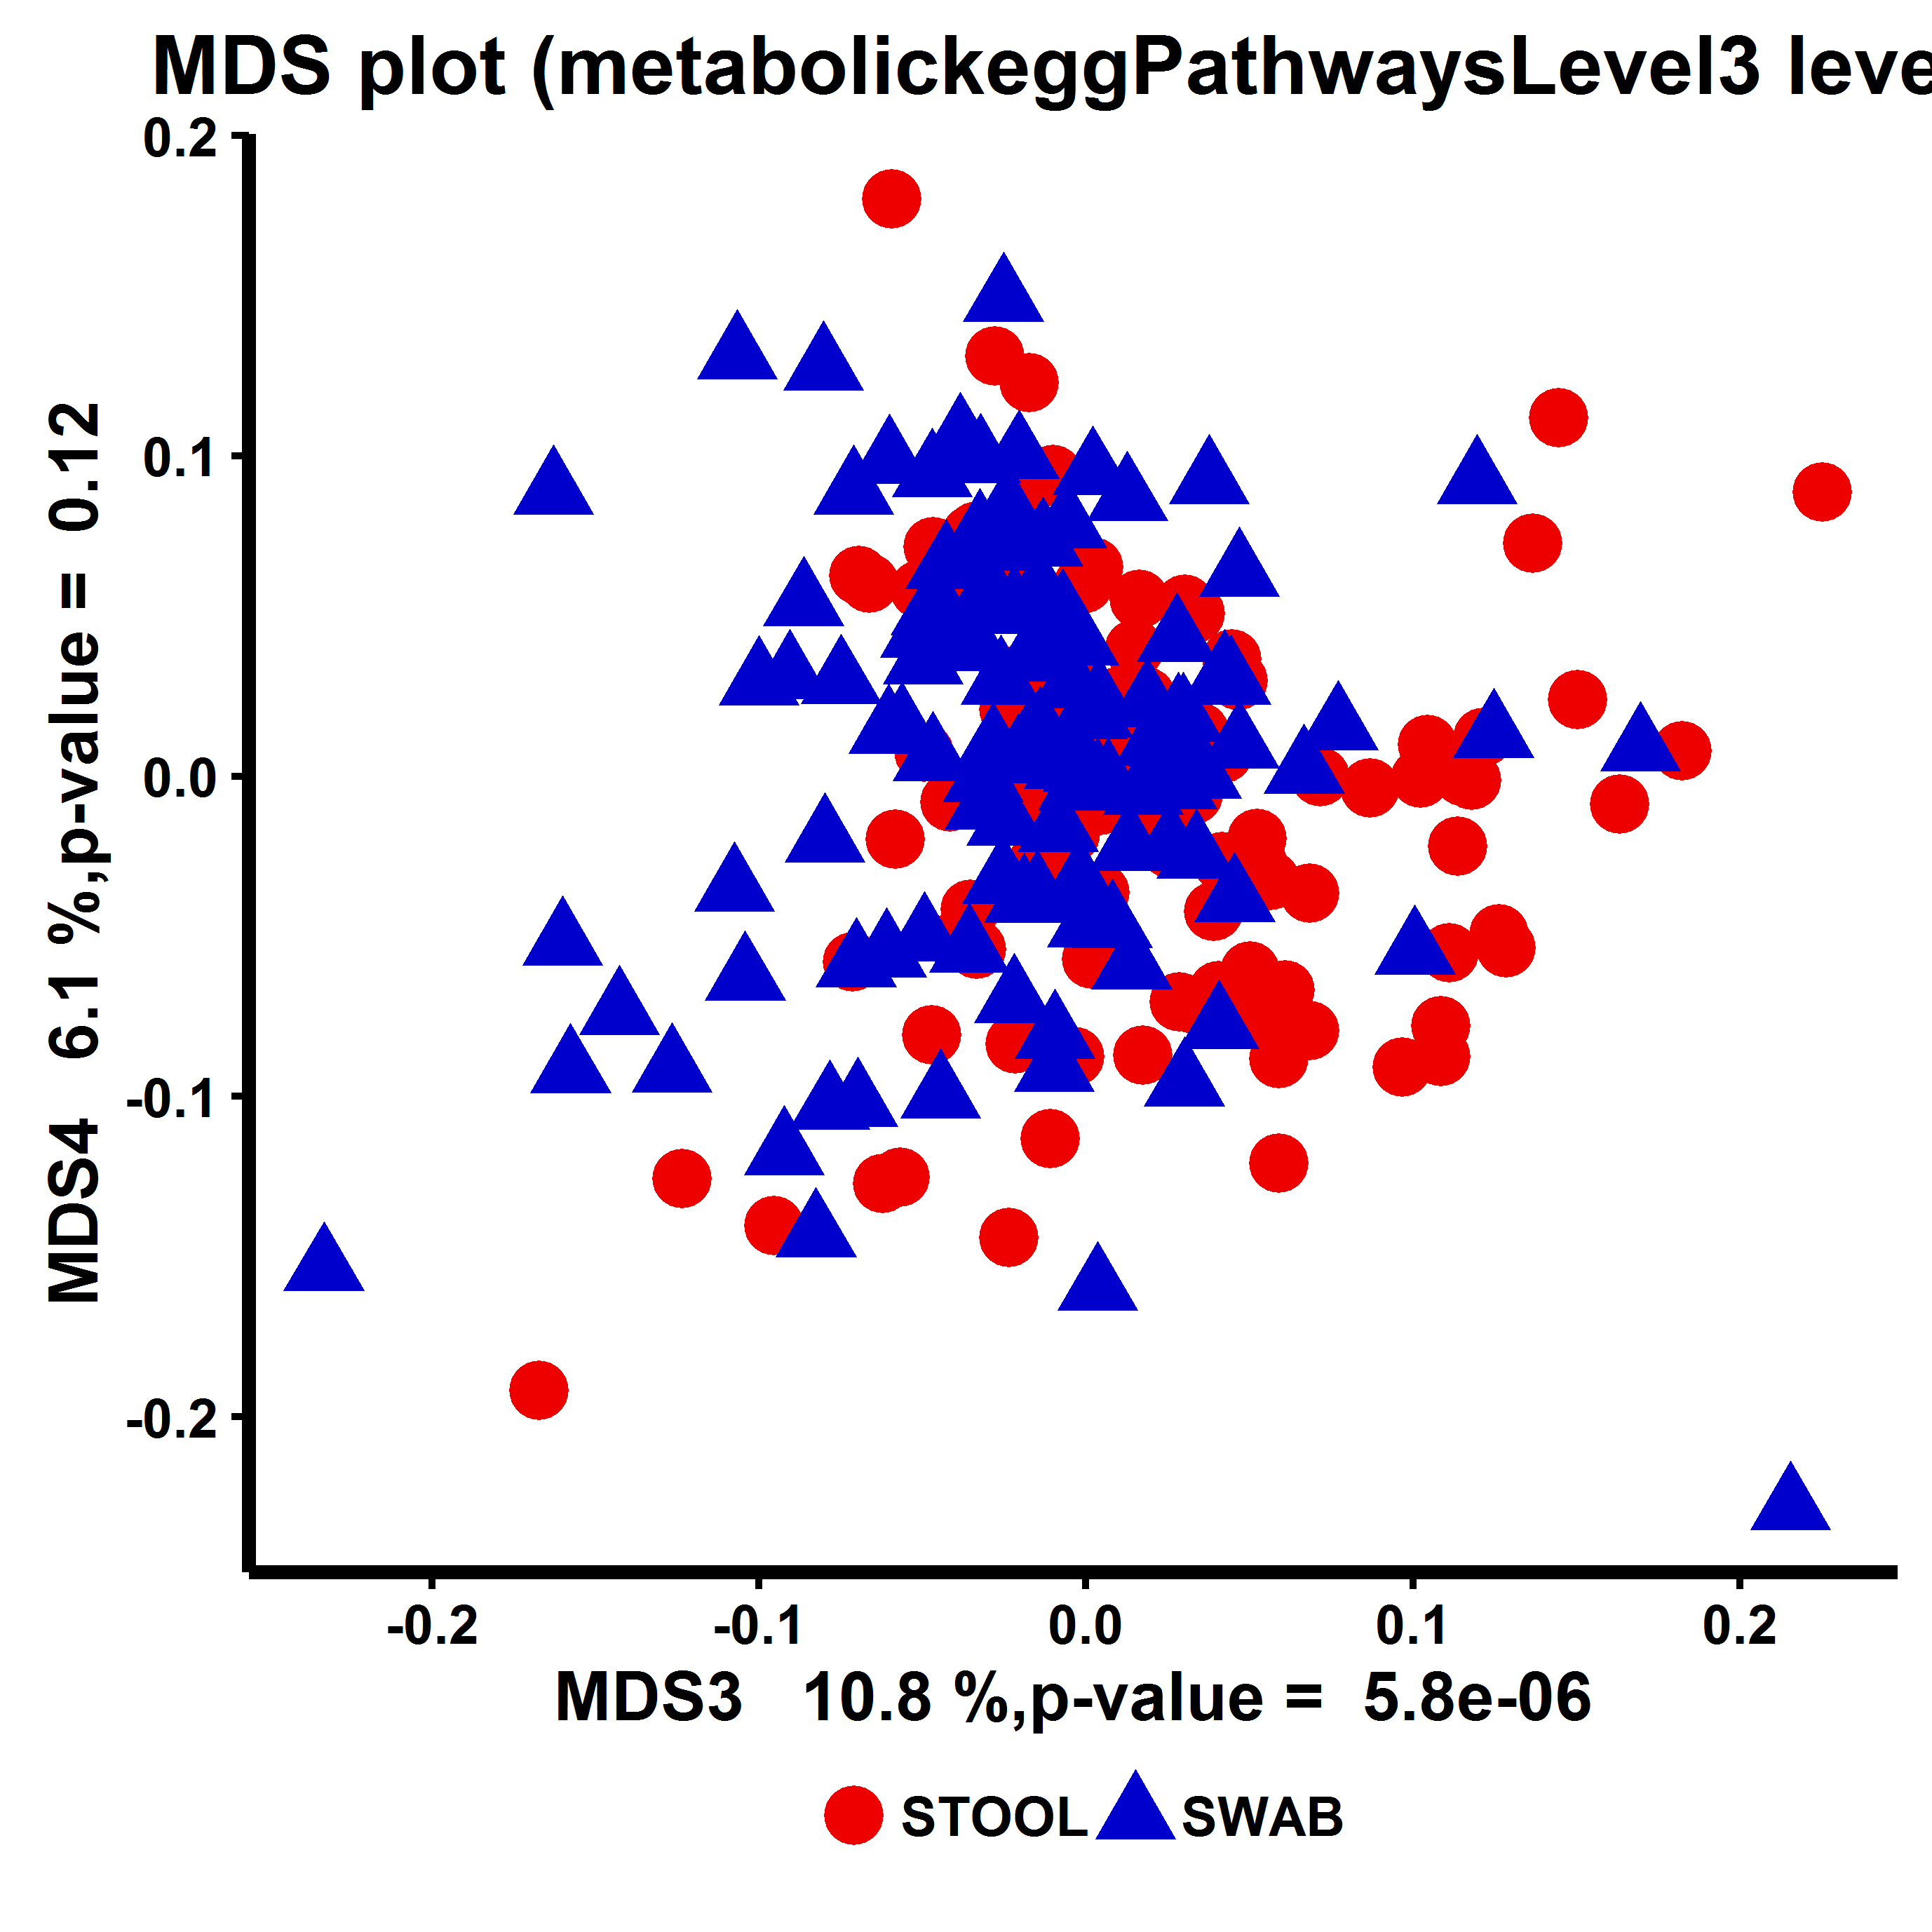 MDS plot (metabolickeggPathwaysLevel3 leve
0.2
0.1
0.0
-0.1
-0.2
MDS4 6.1 %,p-value = 0.12
-0.2 -0.1 0.0 0.1 0.2
MDS3 10.8 %,p-value = 5.8e-06
STOOL SWAB